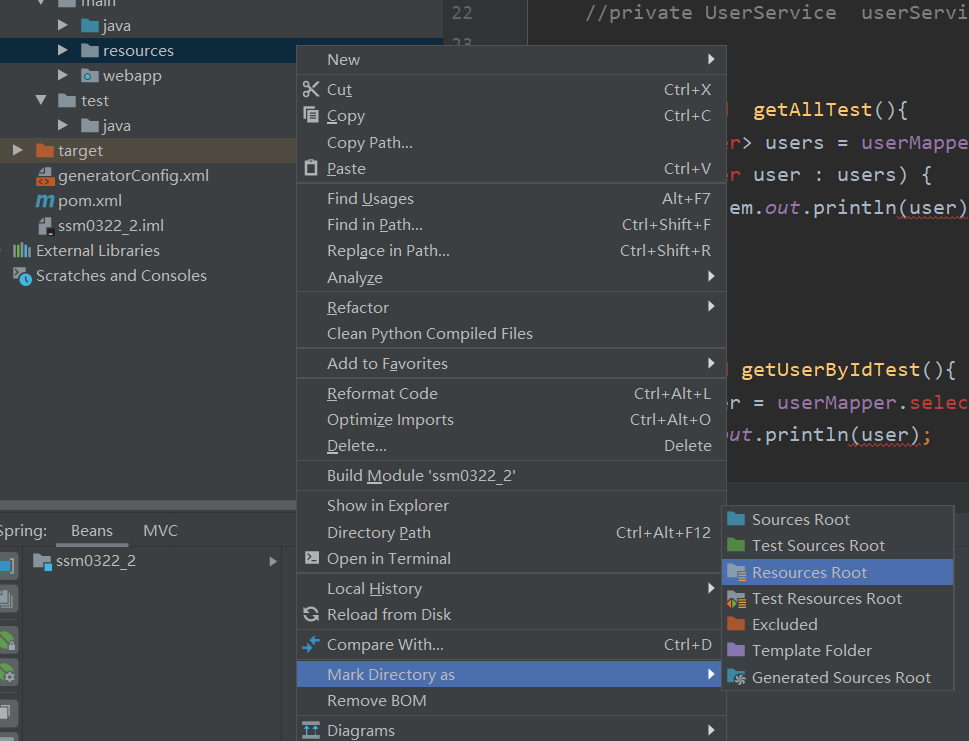 main
java
resources
webapp
test
java
target
generatorConfig.xml
pom.xml
ssm0322_2.iml
External Libraries
Scratches and Consoles
22 //private UserService userServi
23
getAllTest(){
r> users = userMappe
r user : users) {
em.out.println(user)
getUserByIdTest(){
er = userMapper.selec
out.println(user);
New
Cut Ctrl+X
Copy Ctrl+C
Copy Path...
Paste Ctrl+V
Find Usages Alt+F7
Find in Path... Ctrl+Shift+F
Replace in Path... Ctrl+Shift+R
Analyze
Refactor
Clean Python Compiled Files
Add to Favorites
Reformat Code Ctrl+Alt+L
Optimize Imports Ctrl+Alt+O
Delete... Delete
Build Module 'ssm0322_2'
Show in Explorer
Directory Path Ctrl+Alt+F12
Open in Terminal
Local History
Reload from Disk
Compare With... Ctrl+D
Mark Directory as
Remove BOM
Diagrams
Sources Root
Test Sources Root
Resources Root
Test Resources Root
Excluded
Template Folder
Generated Sources Root
Spring: Beans MVC
ssm0322_2